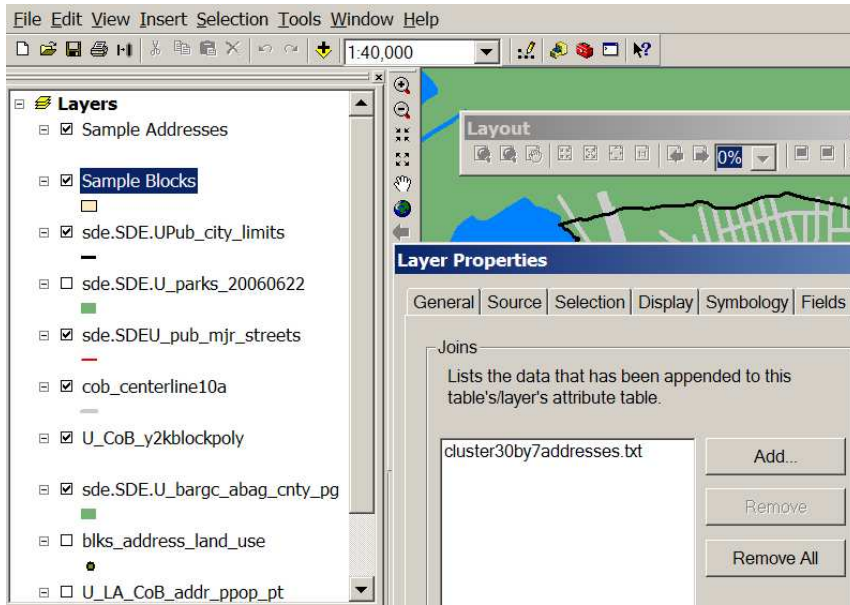 File Edit View Insert Selection Tools Window Help
1:40,000
Layers
Sample Addresses
Sample Blocks
sde.SDE.UPub_city_limits
sde.SDE.U_parks_20060622
sde.SDEU_pub_mjr_streets
cob_centerline10a
U_CoB_y2kblockpoly
sde.SDE.U_bargc_abag_cnty_pg
blks_address_land_use
U_LA_CoB_addr_ppop_pt
Layout
0%
Layer Properties
General Source Selection Display Symbology Fields
Joins
Lists the data that has been appended to this
table's/layer's attribute table.
cluster30by7addresses.txt
Add...
Remove
Remove All